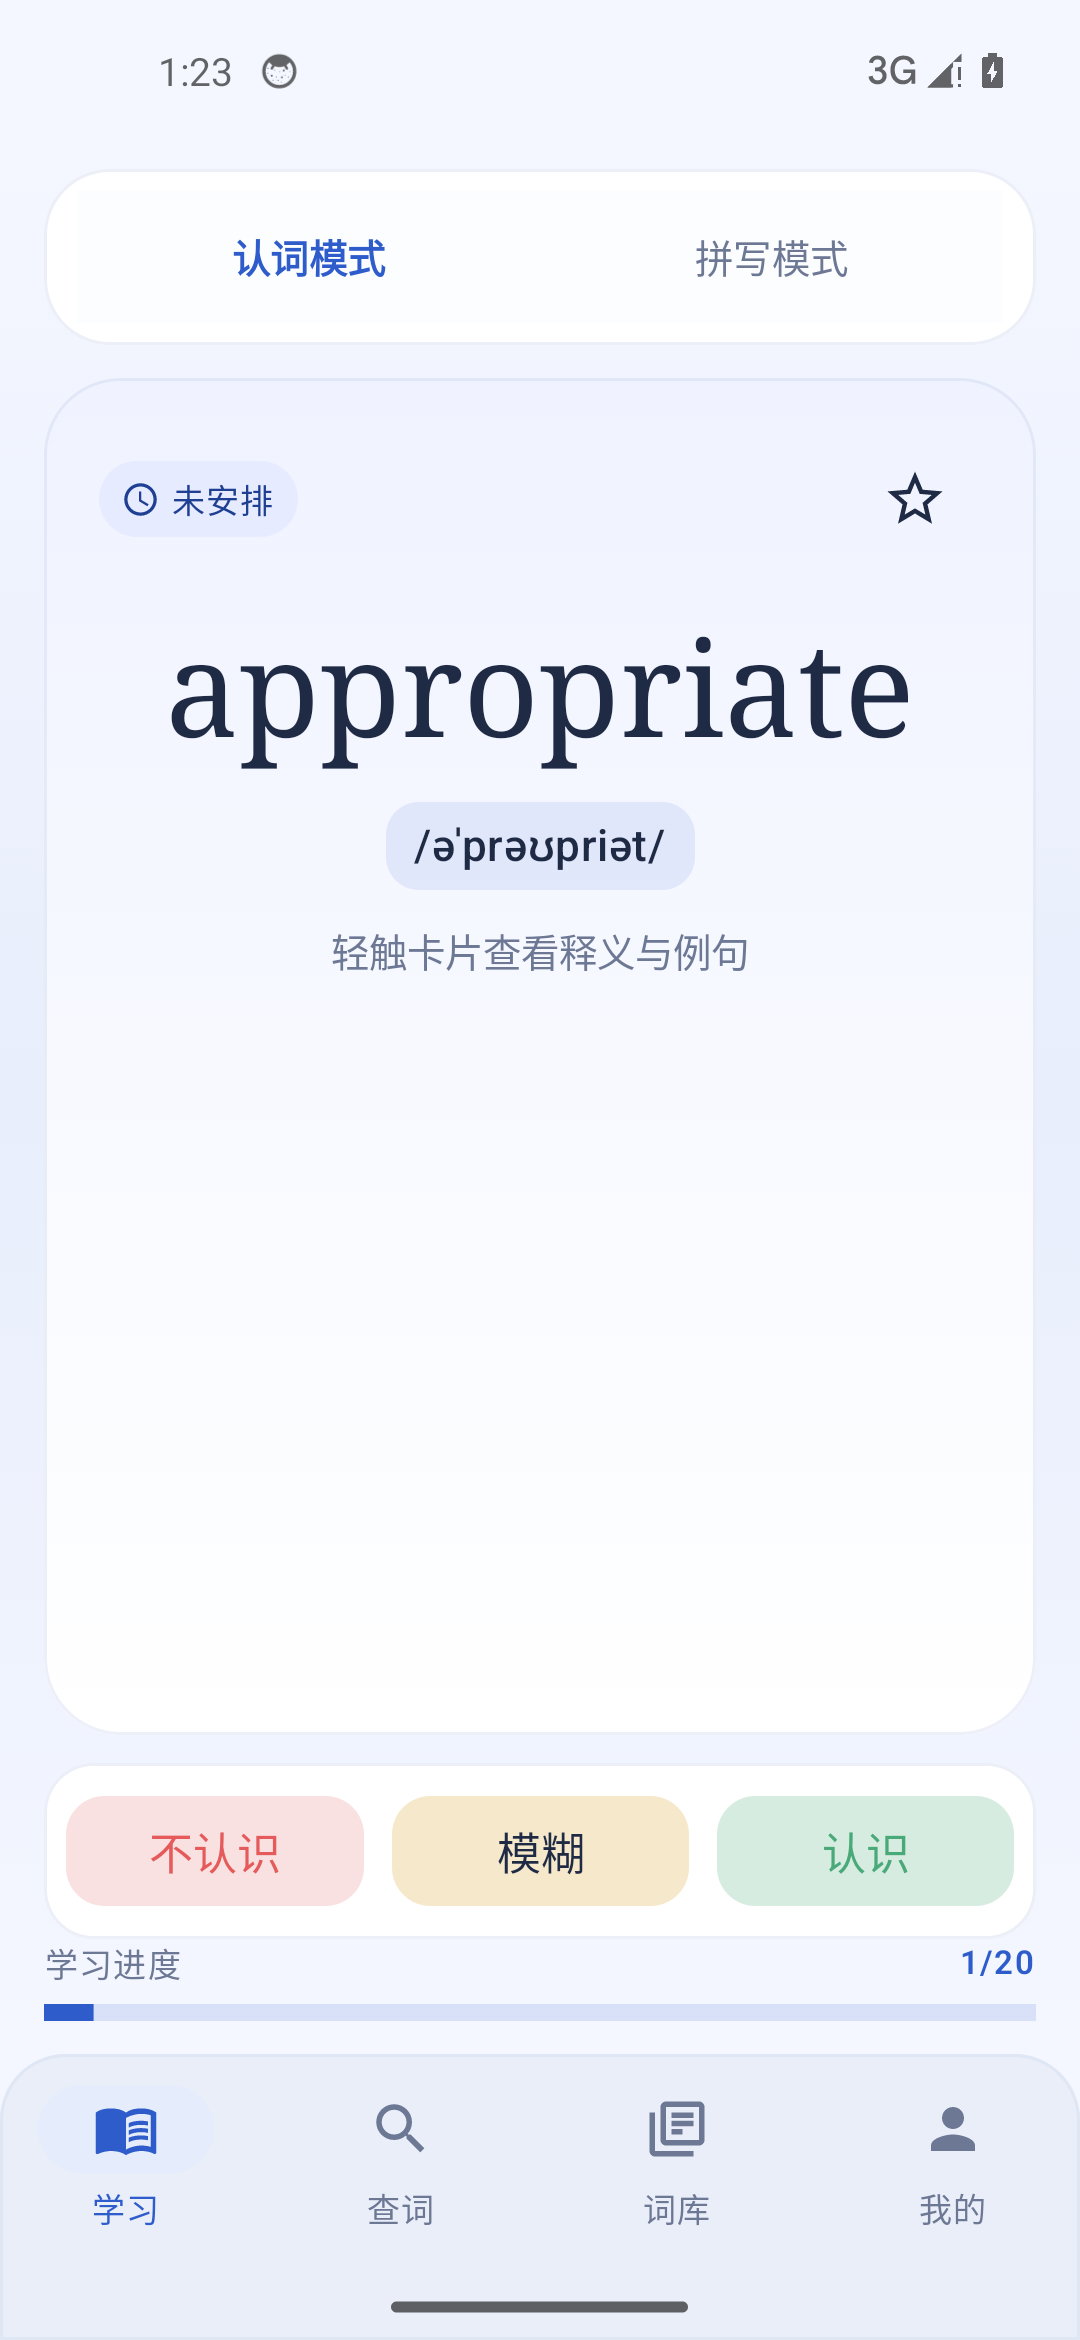 1:23
3G
认词模式
拼写模式
未安排
appropriate
/əˈprəʊpriət/
轻触卡片查看释义与例句
不认识
模糊
认识
学习进度
1/20
学习
查词
词库
我的